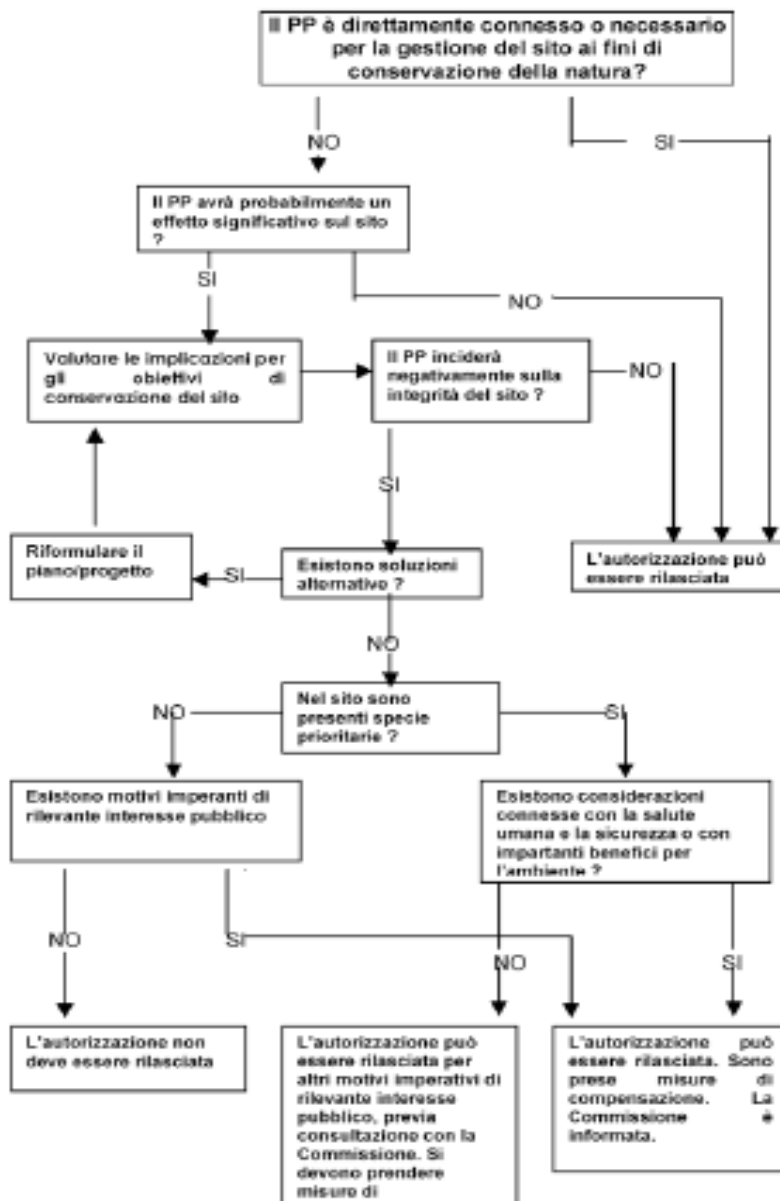 Il PP è direttamente connesso o necessario
per la gestione del sito ai fini di
conservazione della natura?
NO
SI
Il PP avrà probabilmente un
effetto significativo sul sito
?
SI
NO
Valutare le implicazioni per
gli obiettivi di
conservazione del sito
Il PP inciderà
negativamente sulla
integrità del sito ?
NO
SI
Riformulare il
piano/progetto
SI
Esistono soluzioni
alternative ?
L'autorizzazione può
essere rilasciata
NO
NO
Nel sito sono
presenti specie
prioritarie ?
SI
Esistono motivi imperanti di
rilevante interesse pubblico
Esistono considerazioni
connesse con la salute
umana e la sicurezza o con
impartanti benefici per
l'ambiente ?
NO
SI
NO
SI
L'autorizzazione non
deve essere rilasciata
L'autorizzazione può
essere rilasciata per
altri motivi imperativi di
rilevante interesse
pubblico, previa
consultazione con la
Commissione. Si
devono prendere
misure di
L'autorizzazione può
essere rilasciata. Sono
prese misure di
compensazione. La
Commissione è
informata.